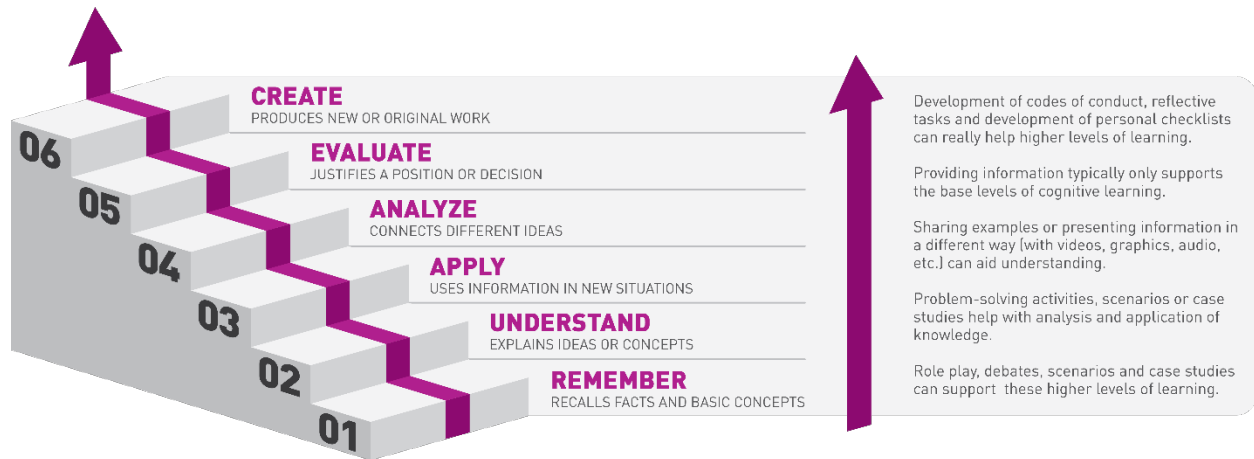 CREATE
PRODUCES NEW OR ORIGINAL WORK
06
EVALUATE
JUSTIFIES A POSITION OR DECISION
05
ANALYZE
CONNECTS DIFFERENT IDEAS
04
APPLY
USES INFORMATION IN NEW SITUATIONS
03
UNDERSTAND
EXPLAINS IDEAS OR CONCEPTS
02
REMEMBER
RECALLS FACTS AND BASIC CONCEPTS
01
Development of codes of conduct, reflective
tasks and development of personal checklists
can really help higher levels of learning.
Providing information typically only supports
the base levels of cognitive learning.
Sharing examples or presenting information in
a different way (with videos, graphics, audio,
etc.) can aid understanding.
Problem-solving activities, scenarios or case
studies help with analysis and application of
knowledge.
Role play, debates, scenarios and case studies
can support these higher levels of learning.